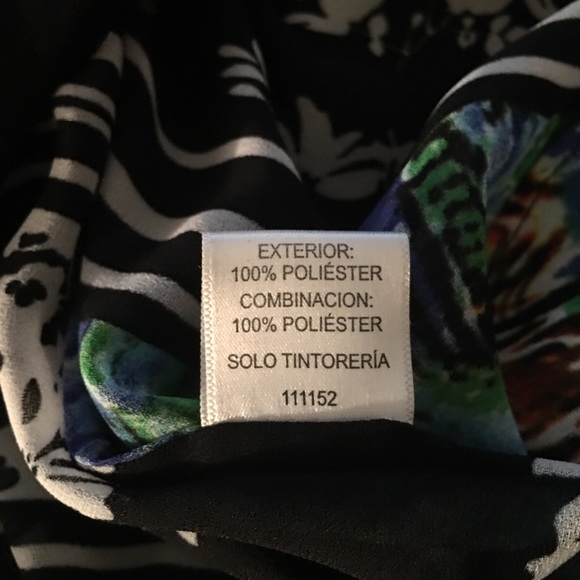 EXTERIOR:
100% POLIÉSTER
COMBINACION:
100% POLIÉSTER
SOLO TINTORERÍA
111152